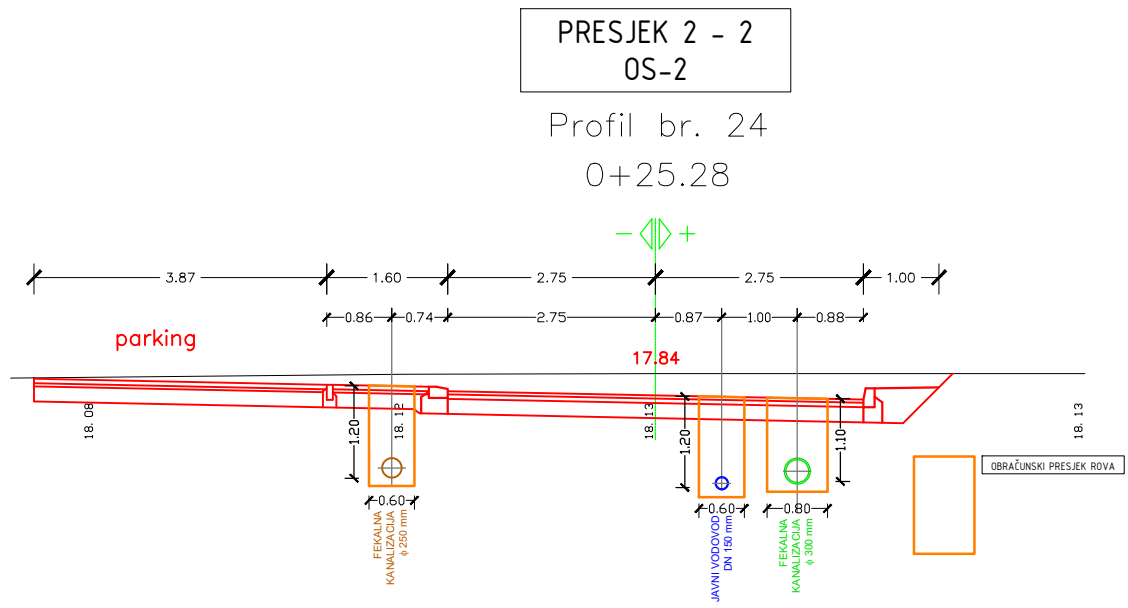 PRESJEK 2 - 2
OS-2
Profil br. 24
0+25.28
- +
3.87 1.60 2.75 2.75 1.00
0.86 0.74 2.75 0.87 1.00 0.88
parking
17.84
18.08
1.20
18.12
18.13
1.20
1.10
18.13
OBRAČUNSKI PRESJEK ROVA
0.60 0.60 0.80
FEKALNA
KANALIZACIJA
ϕ 250 mm
JAVNI VODOVOD
DN 150 mm
FEKALNA
KANALIZACIJA
ϕ 300 mm